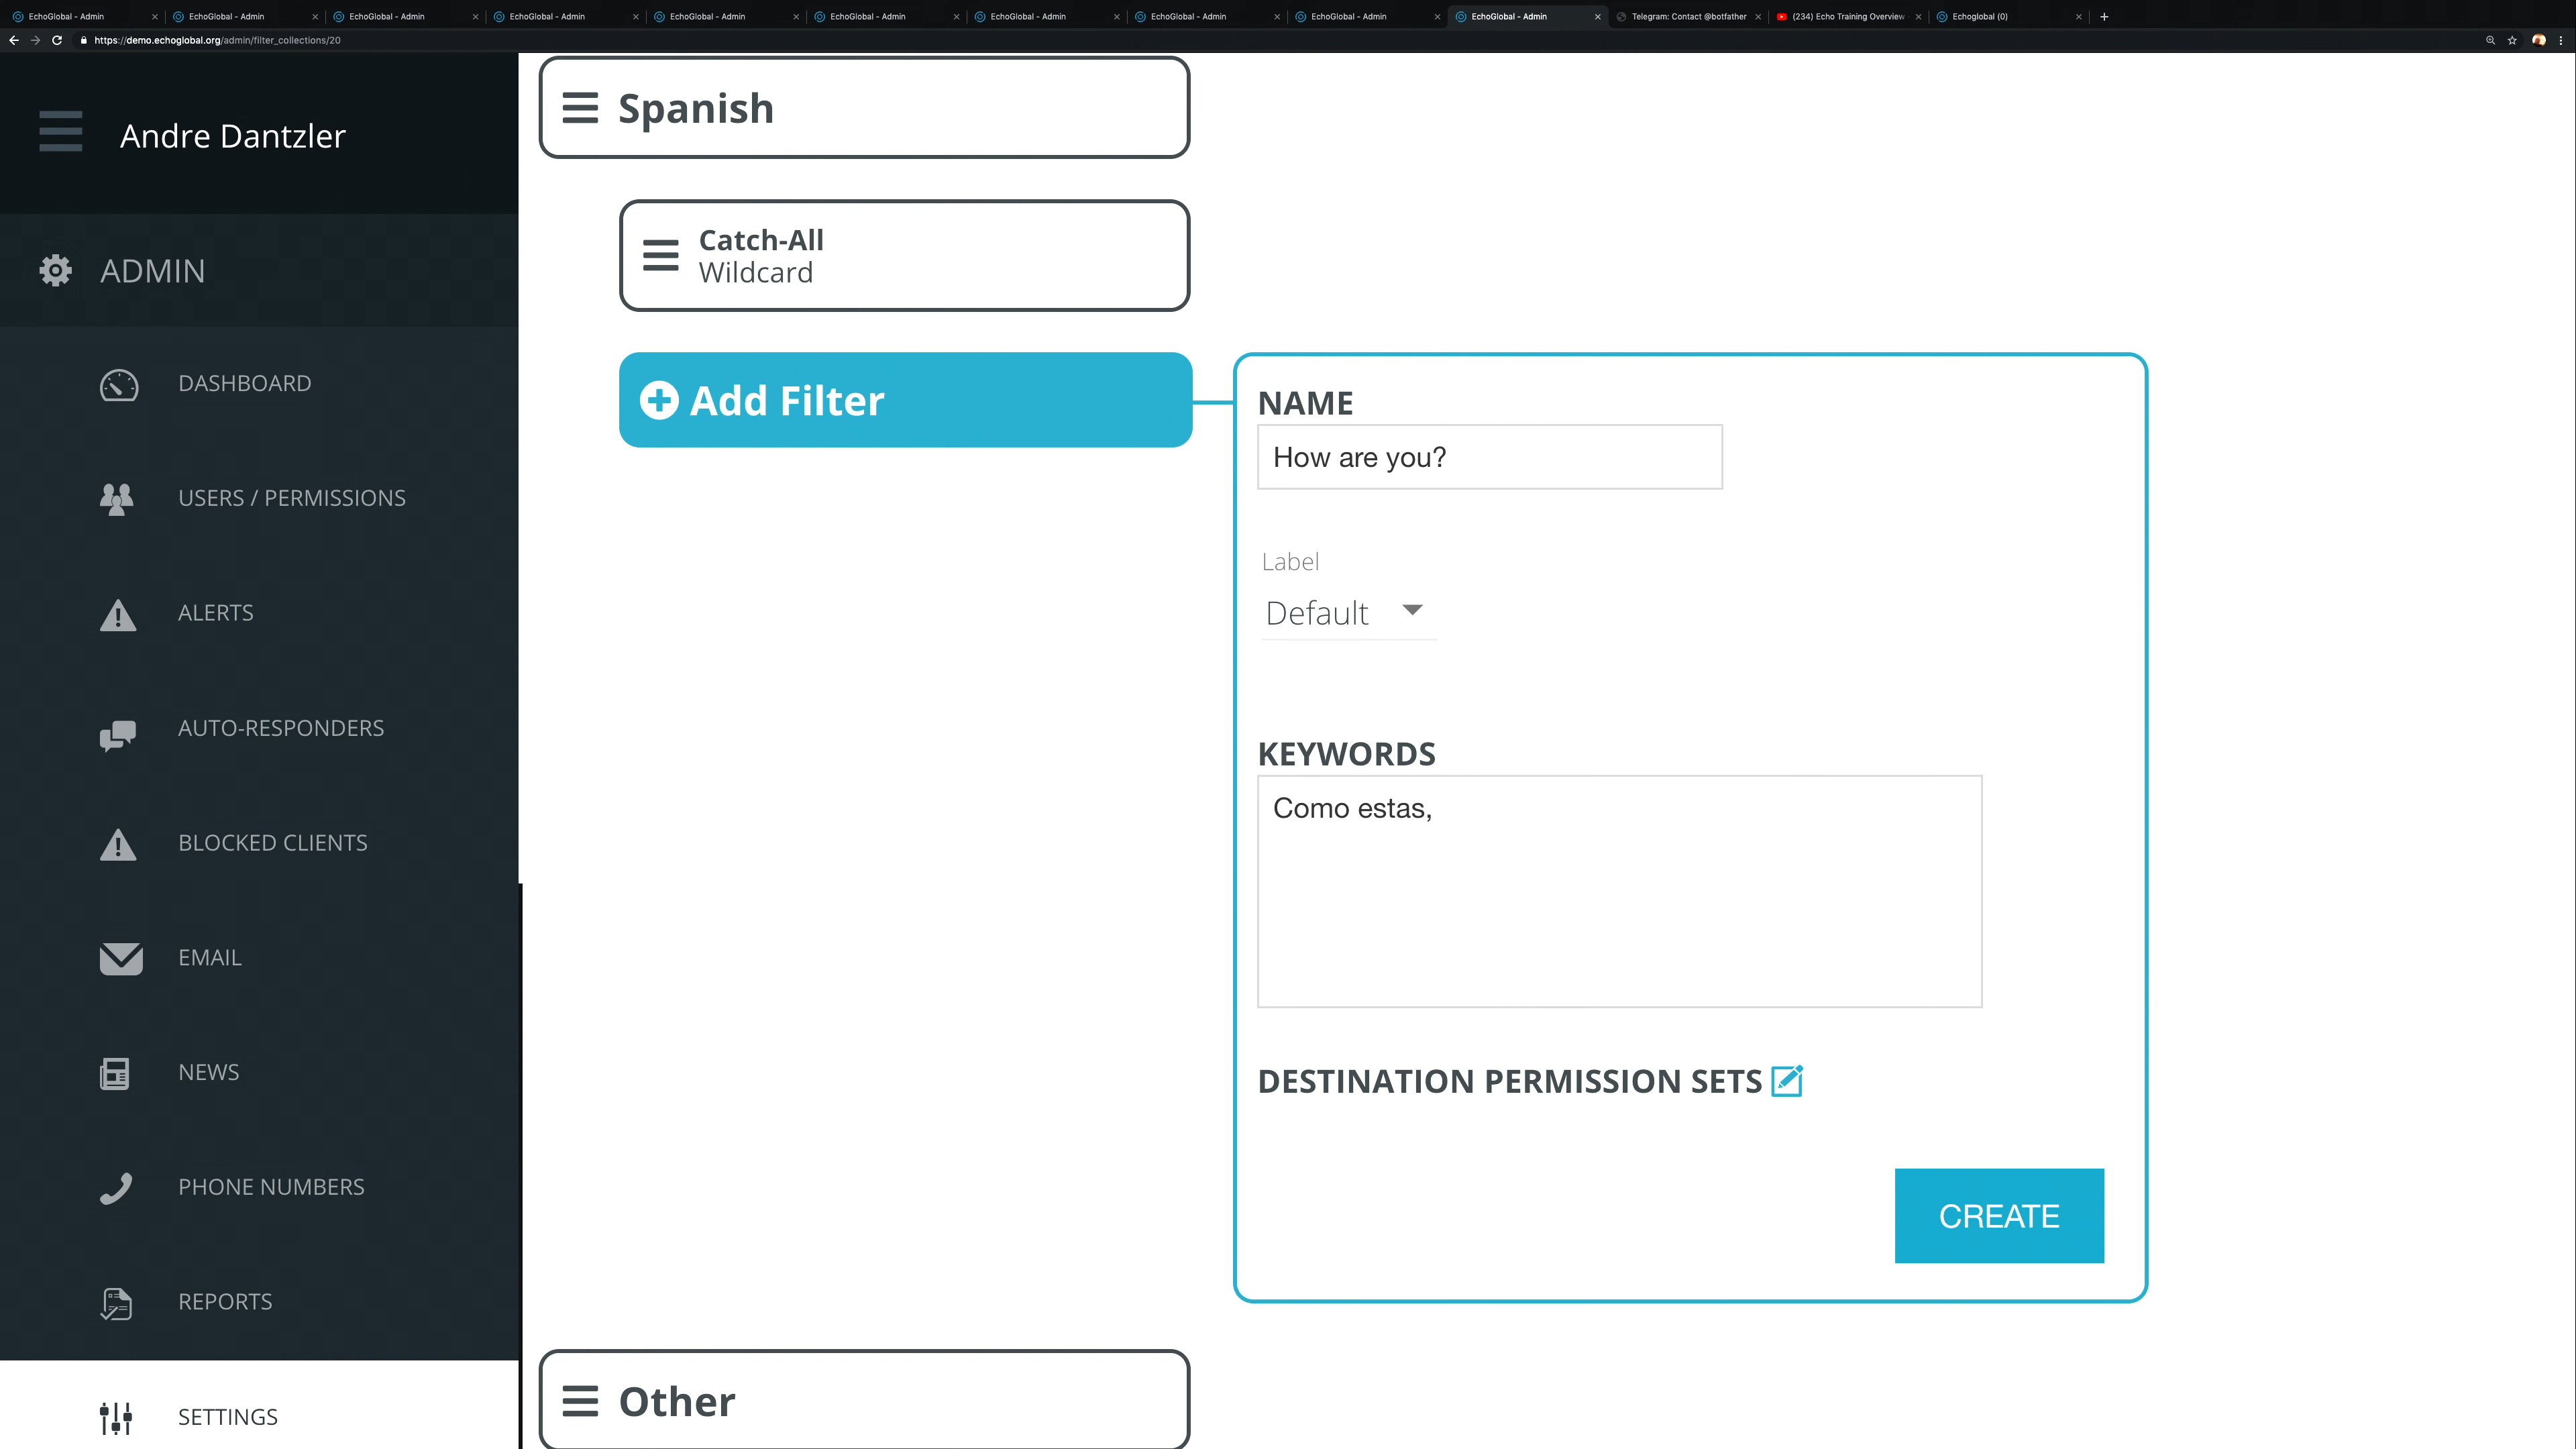 EchoGlobal - Admin
EchoGlobal - Admin
EchoGlobal - Admin
EchoGlobal - Admin
EchoGlobal - Admin
EchoGlobal - Admin
EchoGlobal - Admin
EchoGlobal - Admin
EchoGlobal - Admin
EchoGlobal - Admin
Telegram: Contact @botfather
(234) Echo Training Overview
Echoglobal (0)
https://demo.echoglobal.org/admin/filter_collections/20
Andre Dantzler
ADMIN
DASHBOARD
USERS / PERMISSIONS
ALERTS
AUTO-RESPONDERS
BLOCKED CLIENTS
EMAIL
NEWS
PHONE NUMBERS
REPORTS
SETTINGS
Spanish
Catch-All
Wildcard
Add Filter
NAME
How are you?
Label
Default
KEYWORDS
Como estas,
DESTINATION PERMISSION SETS
CREATE
Other